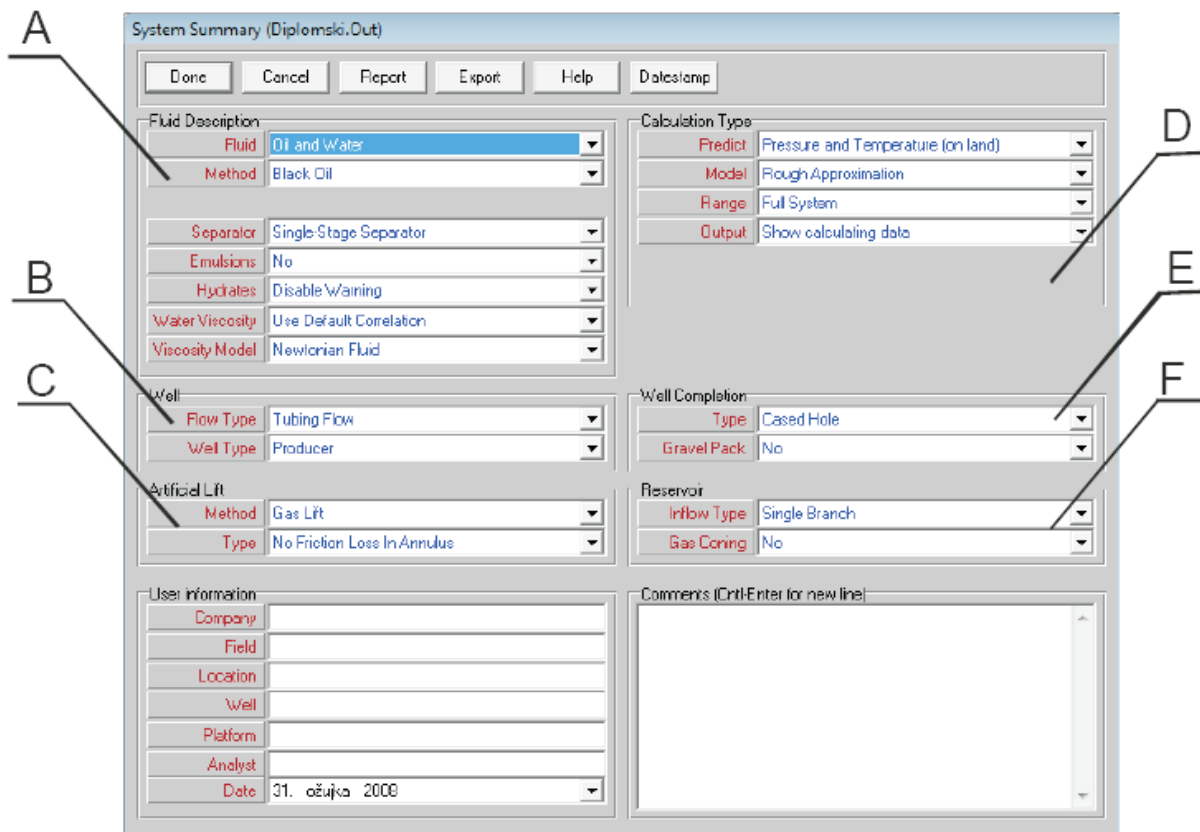 System Summary (Diplomski.Out)
Done Cancel Report Export Help Datestamp
A
Fluid Description
Fluid Oil and Water
Method Black Oil
Separator Single-Stage Separator
Emulsions No
Hydrates Disable Warning
Water Viscosity Use Default Correlation
Viscosity Model Newtonian Fluid
B
Well
Flow Type Tubing Flow
Well Type Producer
C
Artificial Lift
Method Gas Lift
Type No Friction Loss In Annulus
User information
Company
Field
Location
Well
Platform
Analyst
Date 31. ožujka 2008
Calculation Type
Predict Pressure and Temperature (on land)
Model Rough Approximation
Range Full System
Output Show calculating data
D
Well Completion
Type Cased Hole
Gravel Pack No
E
Reservoir
Inflow Type Single Branch
Gas Coning No
F
Comments (Cntl-Enter for new line)